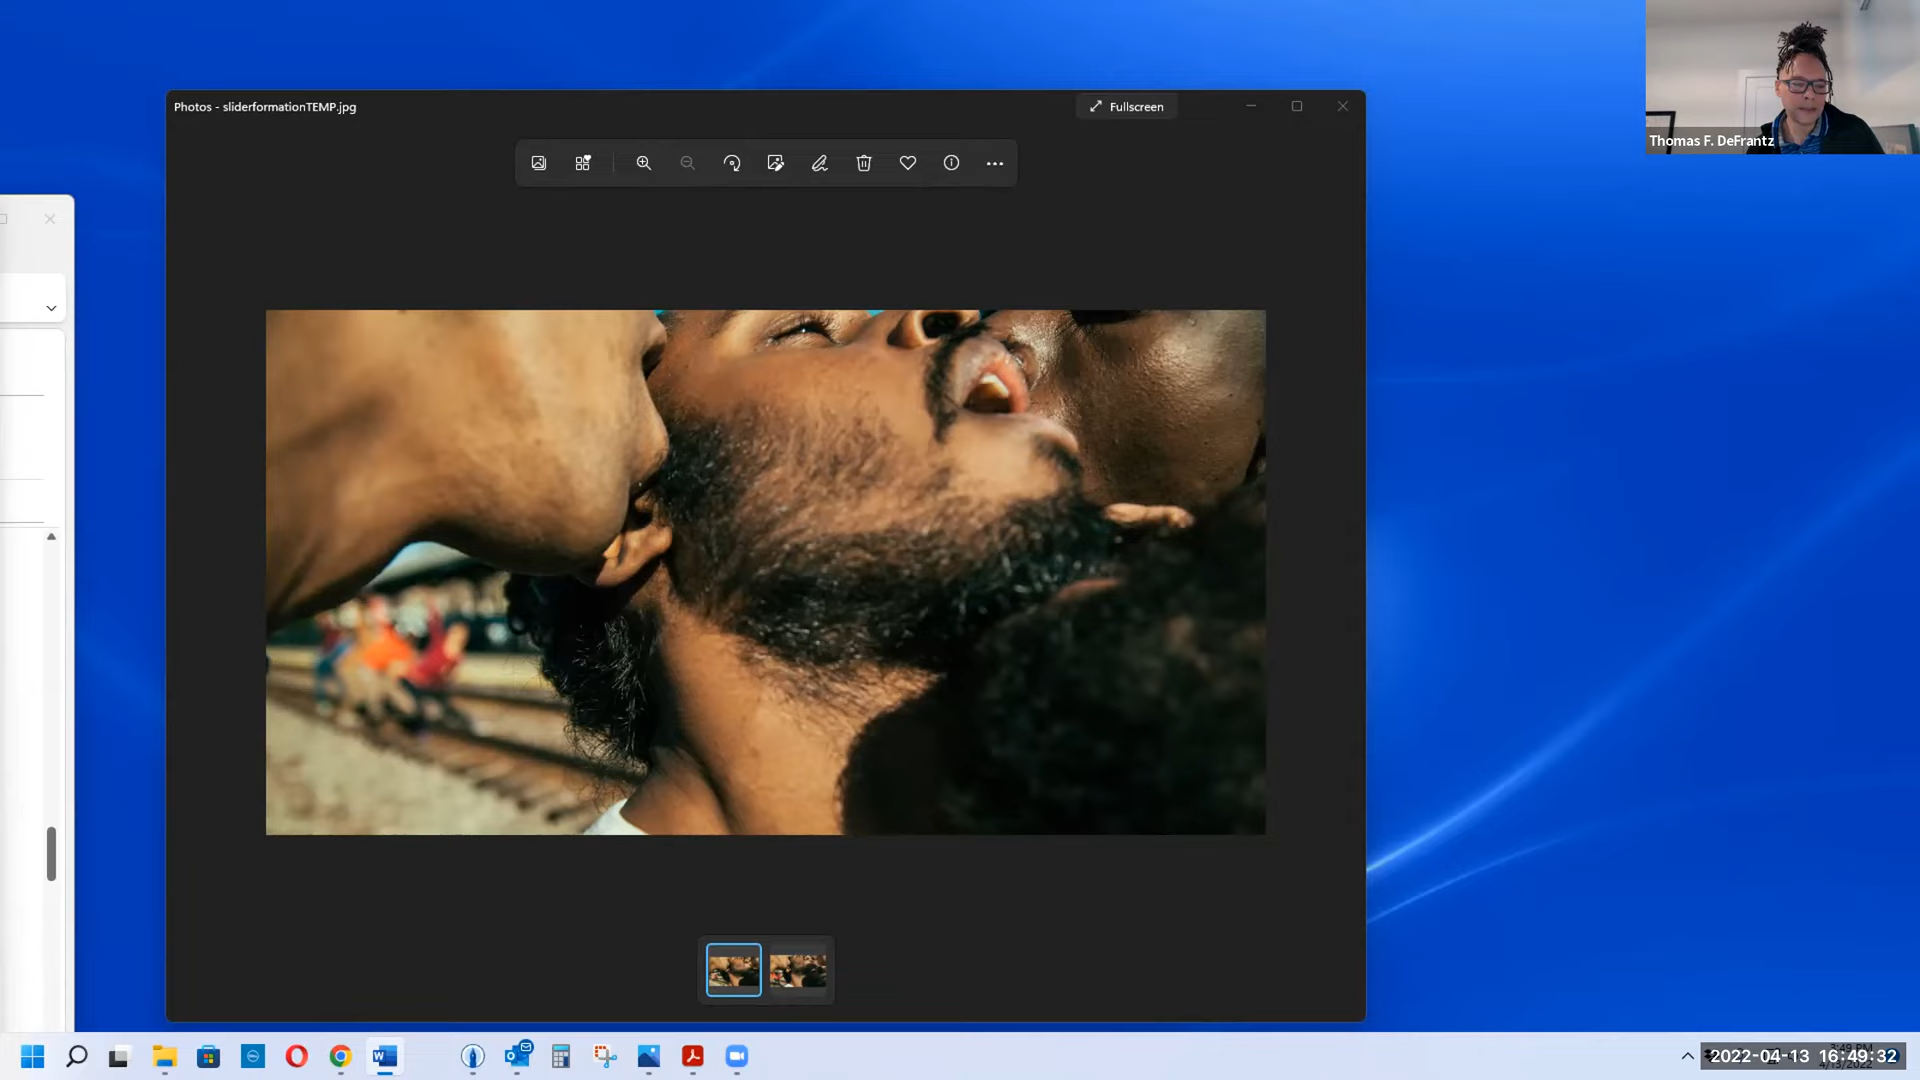 Photos - sliderformationTEMP.jpg
Fullscreen
Thomas F. DeFrantz
2022-04-13 16:49:32